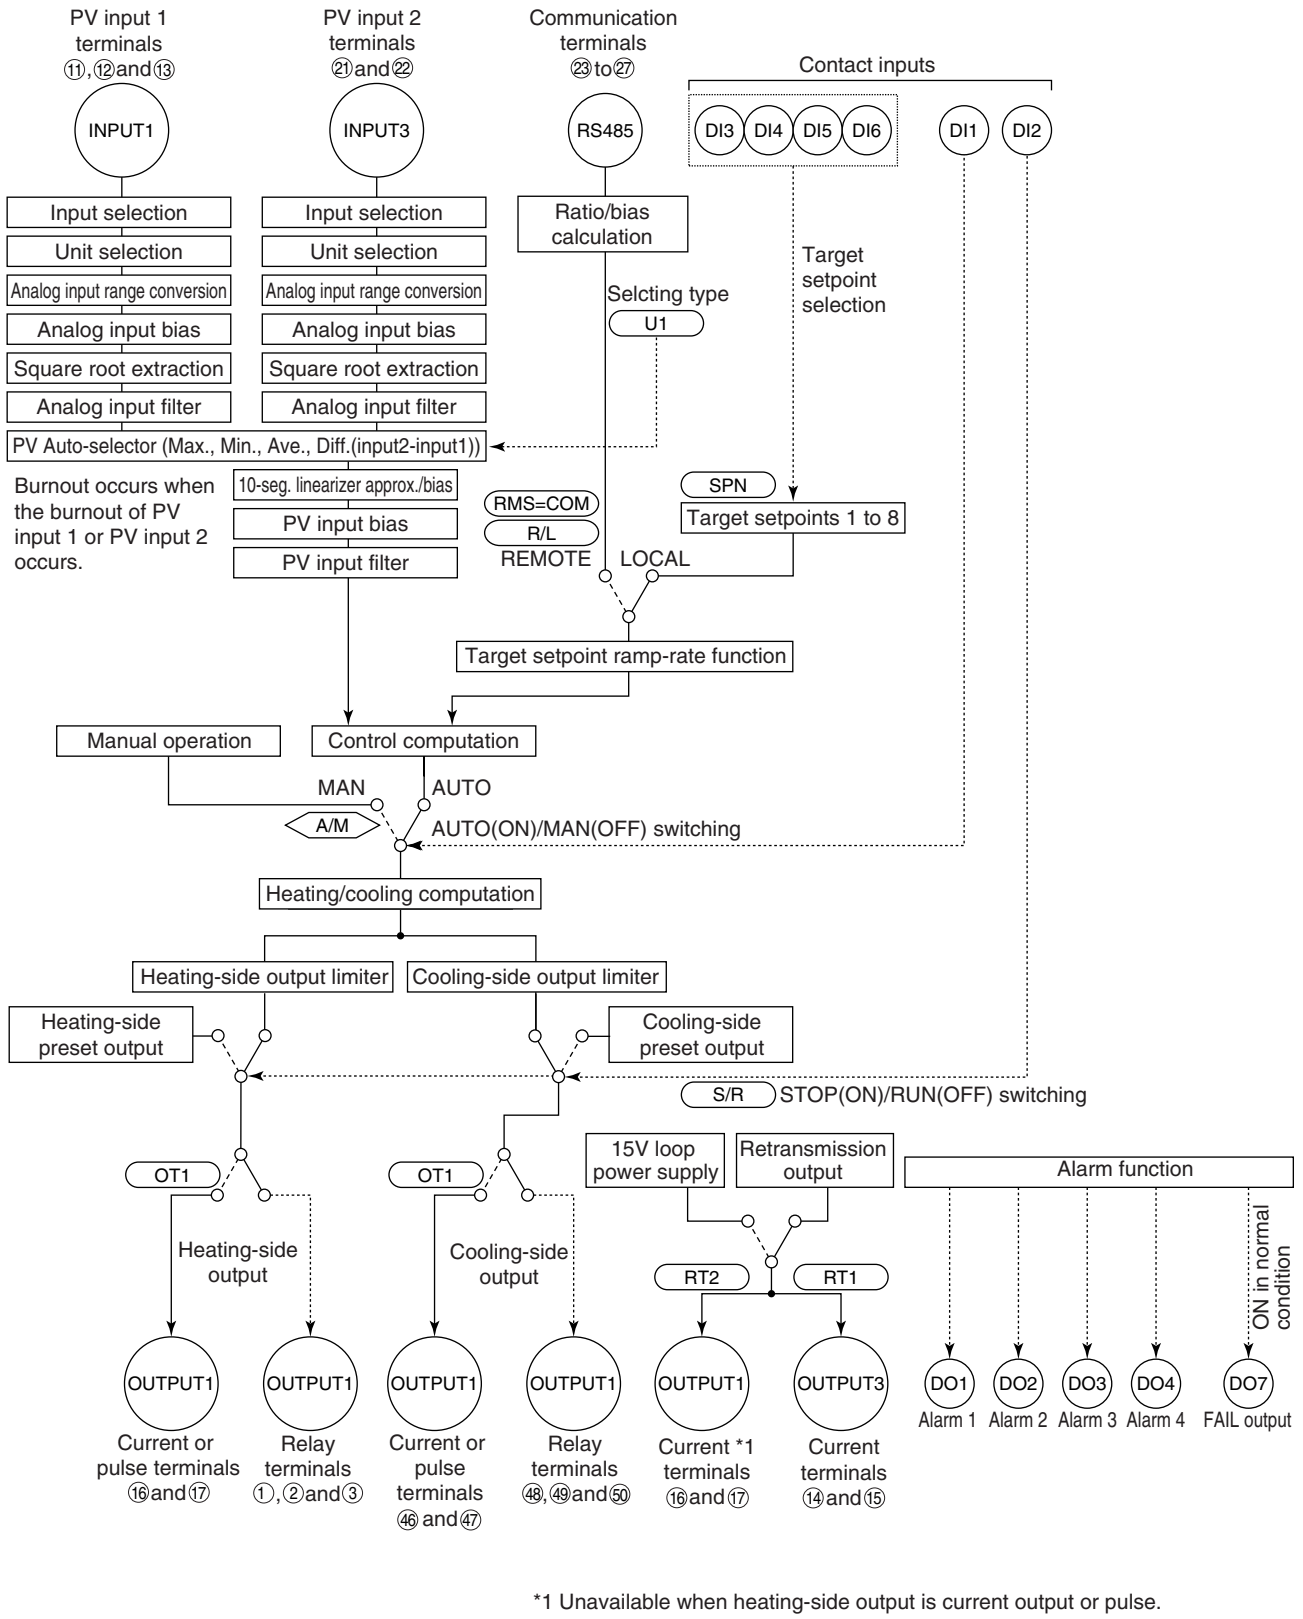 PV input 1
terminals
⑪,⑫and⑬
PV input 2
terminals
㉑and㉒
Communication
terminals
㉓to㉗
Contact inputs
INPUT1
INPUT3
RS485
DI3
DI4
DI5
DI6
DI1
DI2
Input selection
Unit selection
Analog input range conversion
Analog input bias
Square root extraction
Analog input filter
Input selection
Unit selection
Analog input range conversion
Analog input bias
Square root extraction
Analog input filter
Ratio/bias
calculation
Selcting type
U1
Target
setpoint
selection
PV Auto-selector (Max., Min., Ave., Diff.(input2-input1))
Burnout occurs when
the burnout of PV
input 1 or PV input 2
occurs.
10-seg. linearizer approx./bias
PV input bias
PV input filter
RMS=COM
R/L
REMOTE
LOCAL
SPN
Target setpoints 1 to 8
Target setpoint ramp-rate function
Manual operation
Control computation
MAN
AUTO
A/M
AUTO(ON)/MAN(OFF) switching
Heating/cooling computation
Heating-side output limiter
Cooling-side output limiter
Heating-side
preset output
Cooling-side
preset output
S/R
STOP(ON)/RUN(OFF) switching
OT1
OT1
15V loop
power supply
Retransmission
output
Alarm function
Heating-side
output
Cooling-side
output
RT2
RT1
ON in normal
condition
OUTPUT1
OUTPUT1
OUTPUT1
OUTPUT1
OUTPUT1
OUTPUT3
DO1
DO2
DO3
DO4
DO7
Alarm 1
Alarm 2
Alarm 3
Alarm 4
FAIL output
Current or
pulse terminals
⑯and⑰
Relay
terminals
①,②and③
Current or
pulse
terminals
㊻and㊼
Relay
terminals
㊽,㊾and㊿
Current *1
terminals
⑯and⑰
Current
terminals
⑭and⑮
*1 Unavailable when heating-side output is current output or pulse.